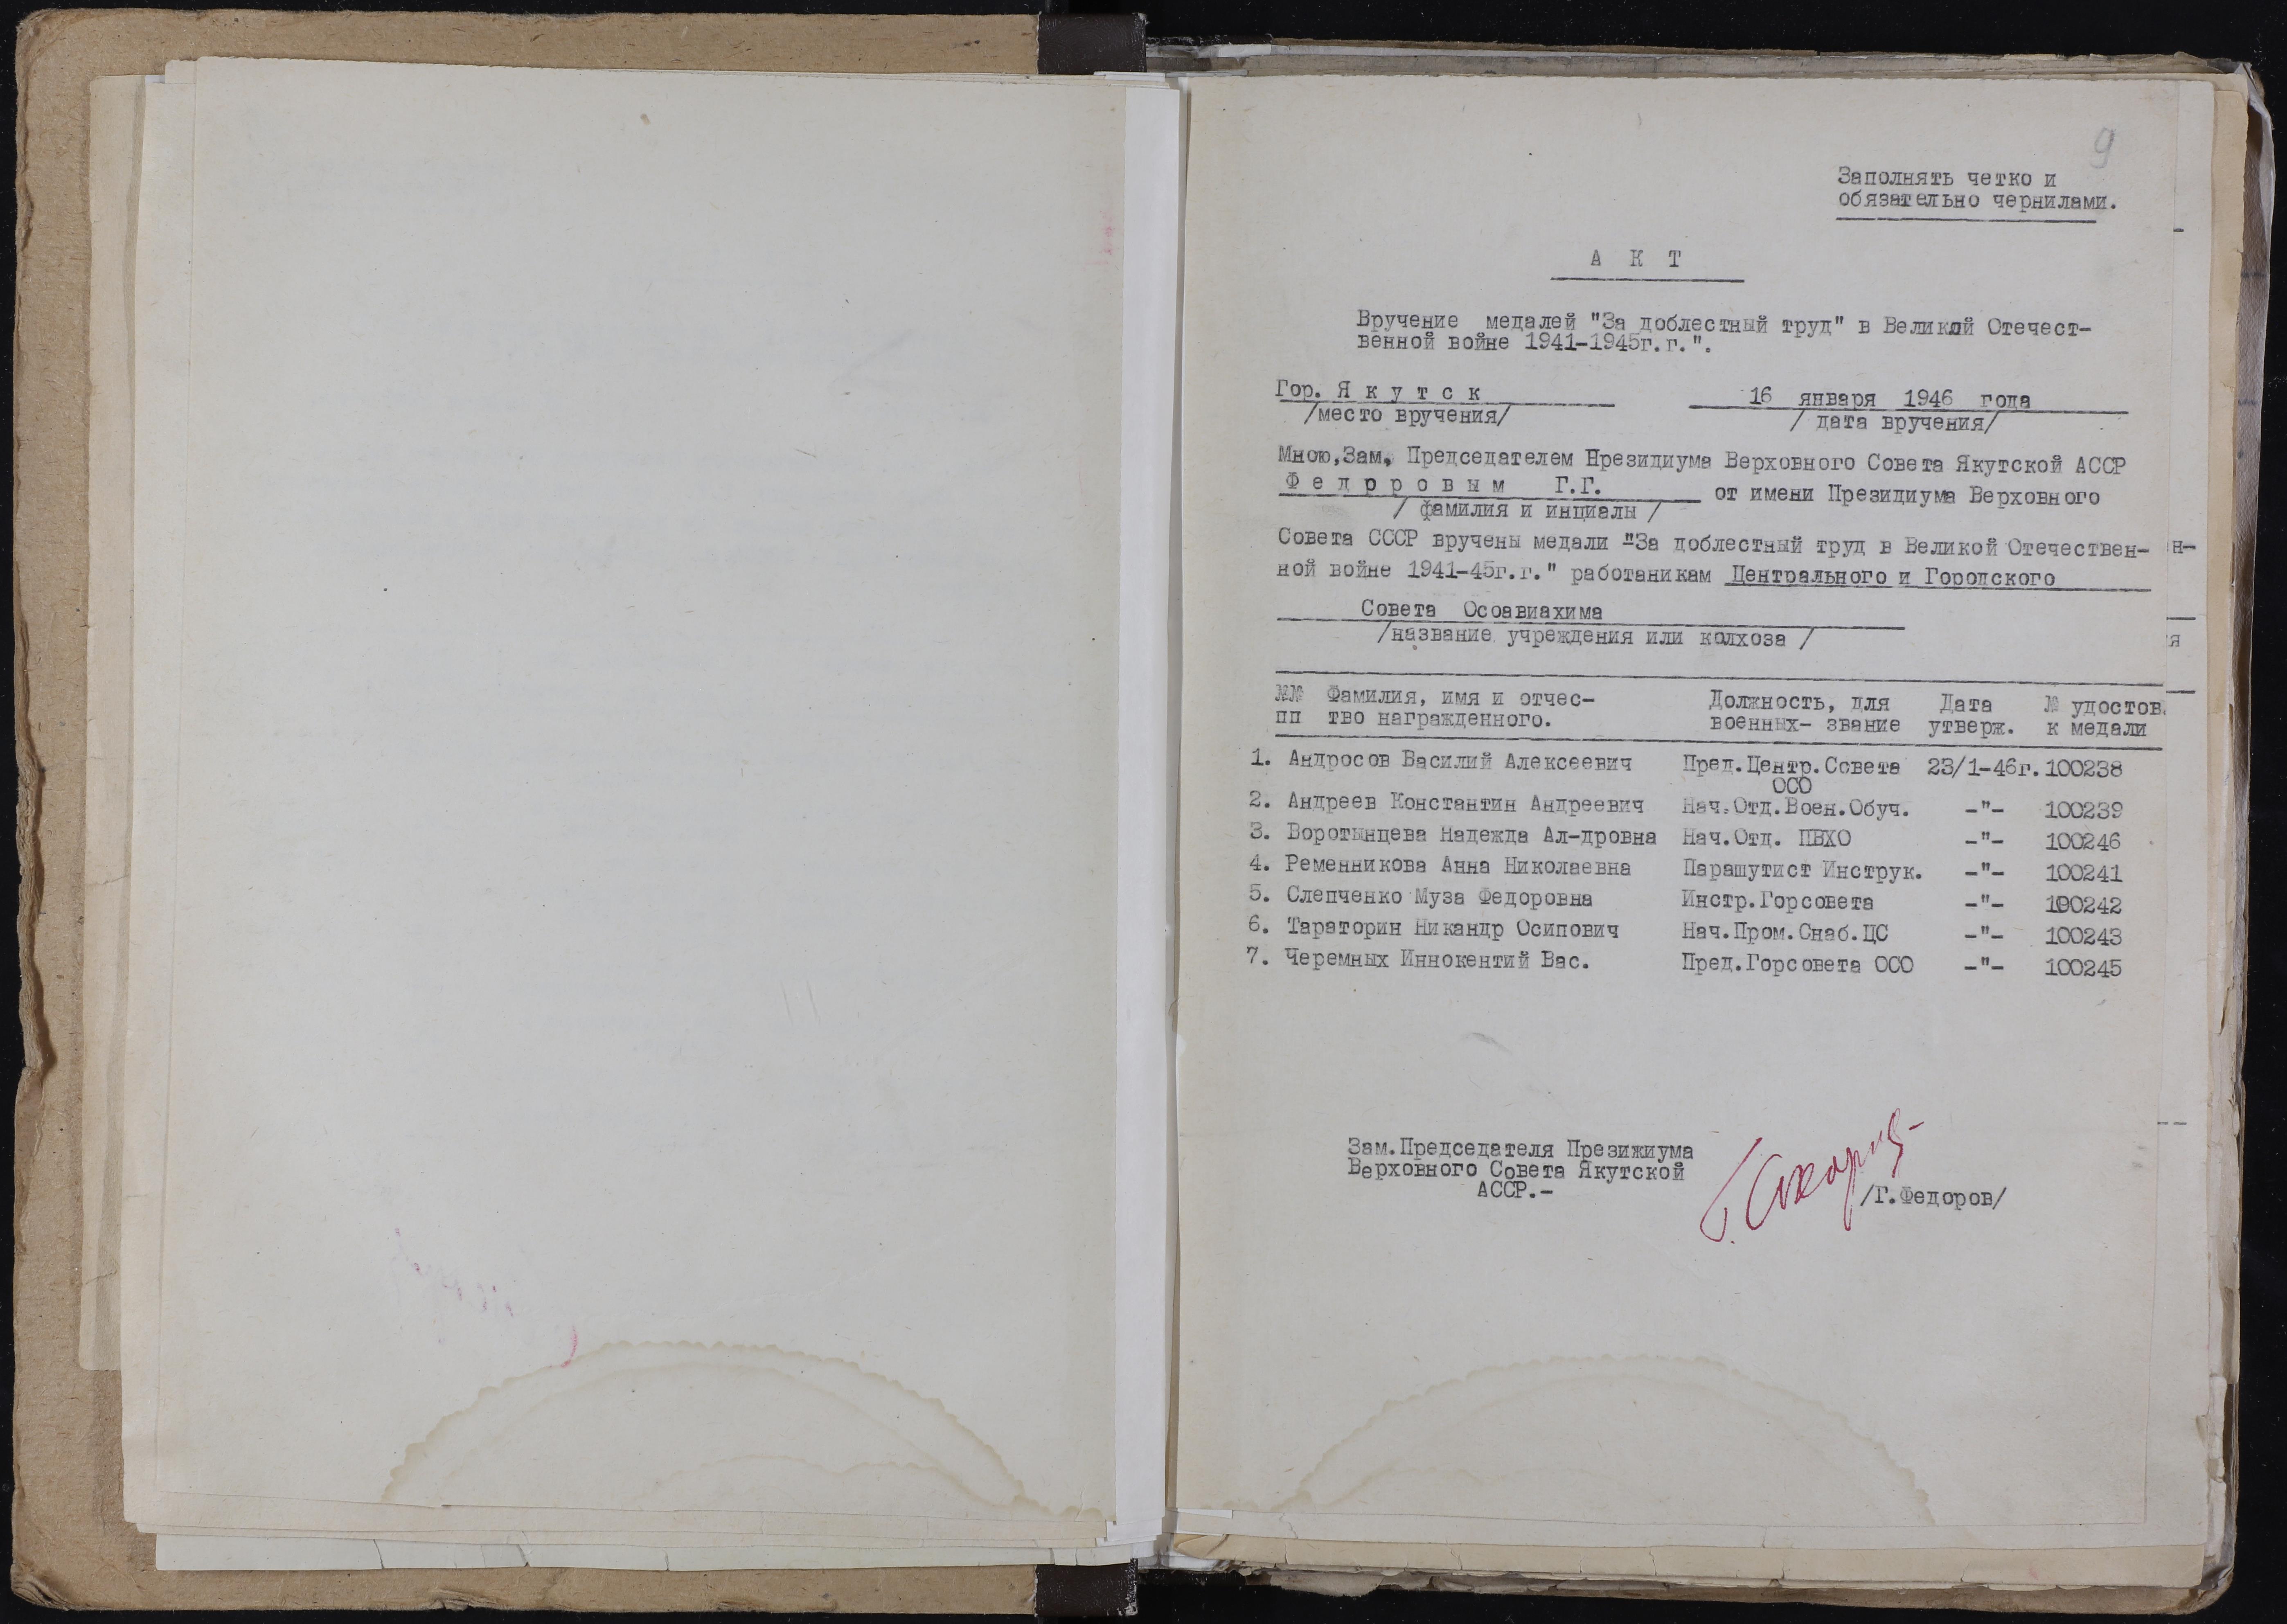 9
Заполнять четко и
обязательно чернилами.
А К Т
Вручение медалей "За доблестный труд" в Великой Отечест-
венной войне 1941-1945г.г.".
Гор. Я к у т с к
16 января 1946 года
/место вручения/
/ дата вручения/
Мною,Зам. Председателем Президиума Верховного Совета Якутской АССР
Ф е д р р о в ы м Г.Г. от имени Президиума Верховного
/ фамилия и инциалы /
Совета СССР вручены медали "За доблестный труд в Великой Отечествен-
ной войне 1941-45г.г." работаникам Центрального и Городского
Совета Осоавиахима
/название учреждения или колхоза /
№№ Фамилия, имя и отчес- Должность, для Дата № удостов.
пп тво награжденного. военных- звание утверж. к медали
1. Андросов Василий Алексеевич Пред.Центр.Совета 23/1-46г. 100238
ОСО
2. Андреев Константин Андреевич Нач.Отд.Воен.Обуч. -"- 100239
3. Воротынцева Надежда Ал-дровна Нач.Отд. ПВХО -"- 100246
4. Ременникова Анна Николаевна Парашутист Инструк. -"- 100241
5. Слепченко Муза Федоровна Инстр.Горсовета -"- 100242
6. Тараторин Никандр Осипович Нач.Пром.Снаб.ЦС -"- 100243
7. Черемных Иннокентий Вас. Пред.Горсовета ОСО -"- 100245
Зам.Председателя Презижиума
Верховного Совета Якутской
АССР.-
/Г.Федоров/